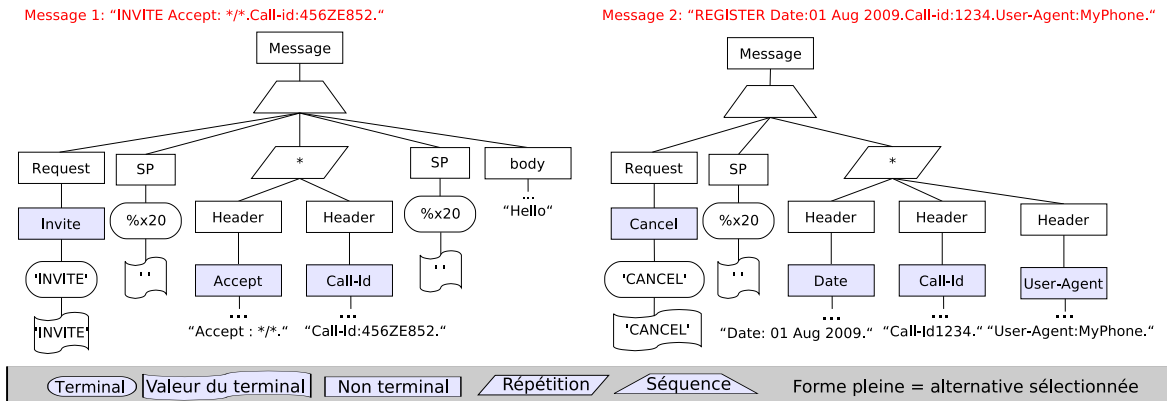 Message 1: “INVITE Accept: */*.Call-id:456ZE852.“
Message 2: “REGISTER Date:01 Aug 2009.Call-id:1234.User-Agent:MyPhone.“
Message
Request
SP
*
SP
body
...
“Hello“
Invite
%x20
Header
Header
%x20
'INVITE'
' '
Accept
Call-Id
' '
'INVITE'
...
...
“Accept : */*.“
“Call-Id:456ZE852.“
Message
Request
SP
*
Cancel
%x20
Header
Header
Header
'CANCEL'
' '
Date
Call-Id
User-Agent
'CANCEL'
...
...
...
“Date: 01 Aug 2009.“
“Call-Id1234.“
“User-Agent:MyPhone.“
Terminal
Valeur du terminal
Non terminal
Répétition
Séquence
Forme pleine = alternative sélectionnée